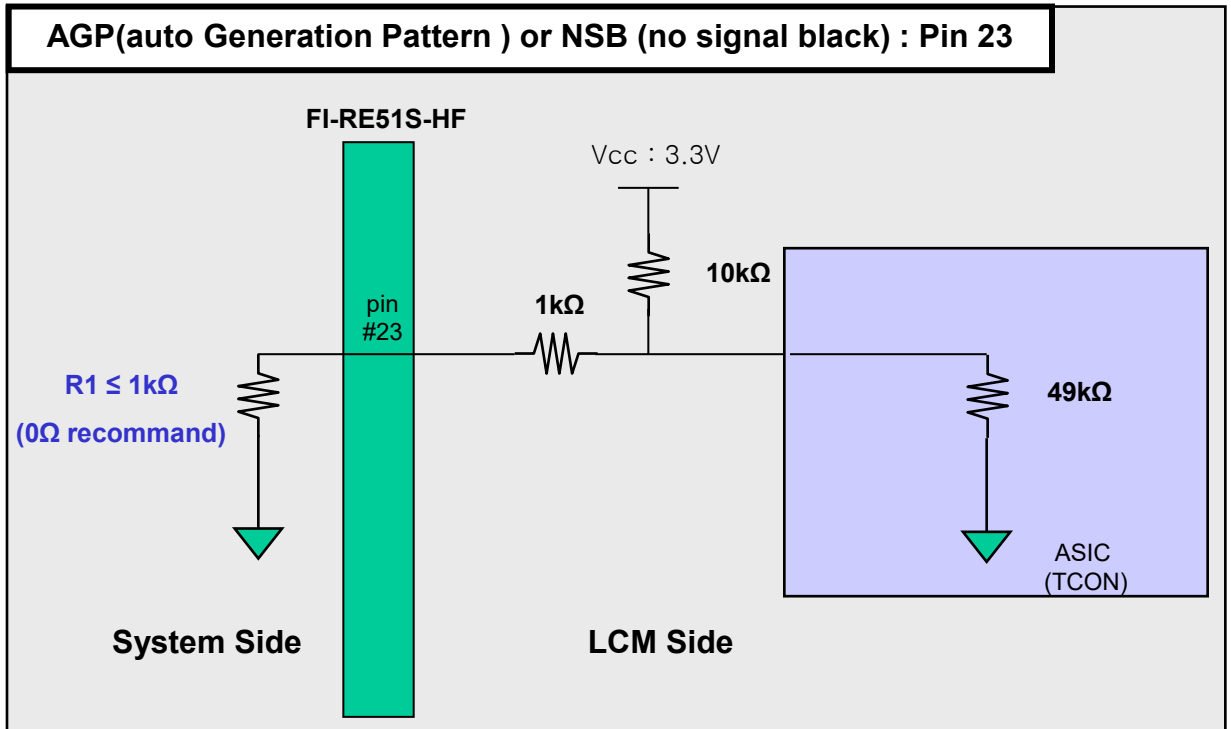 AGP(auto Generation Pattern ) or NSB (no signal black) : Pin 23
FI-RE51S-HF
Vcc : 3.3V
10kΩ
1kΩ
pin
#23
R1 ≤ 1kΩ
(0Ω recommand)
49kΩ
ASIC
(TCON)
System Side
LCM Side